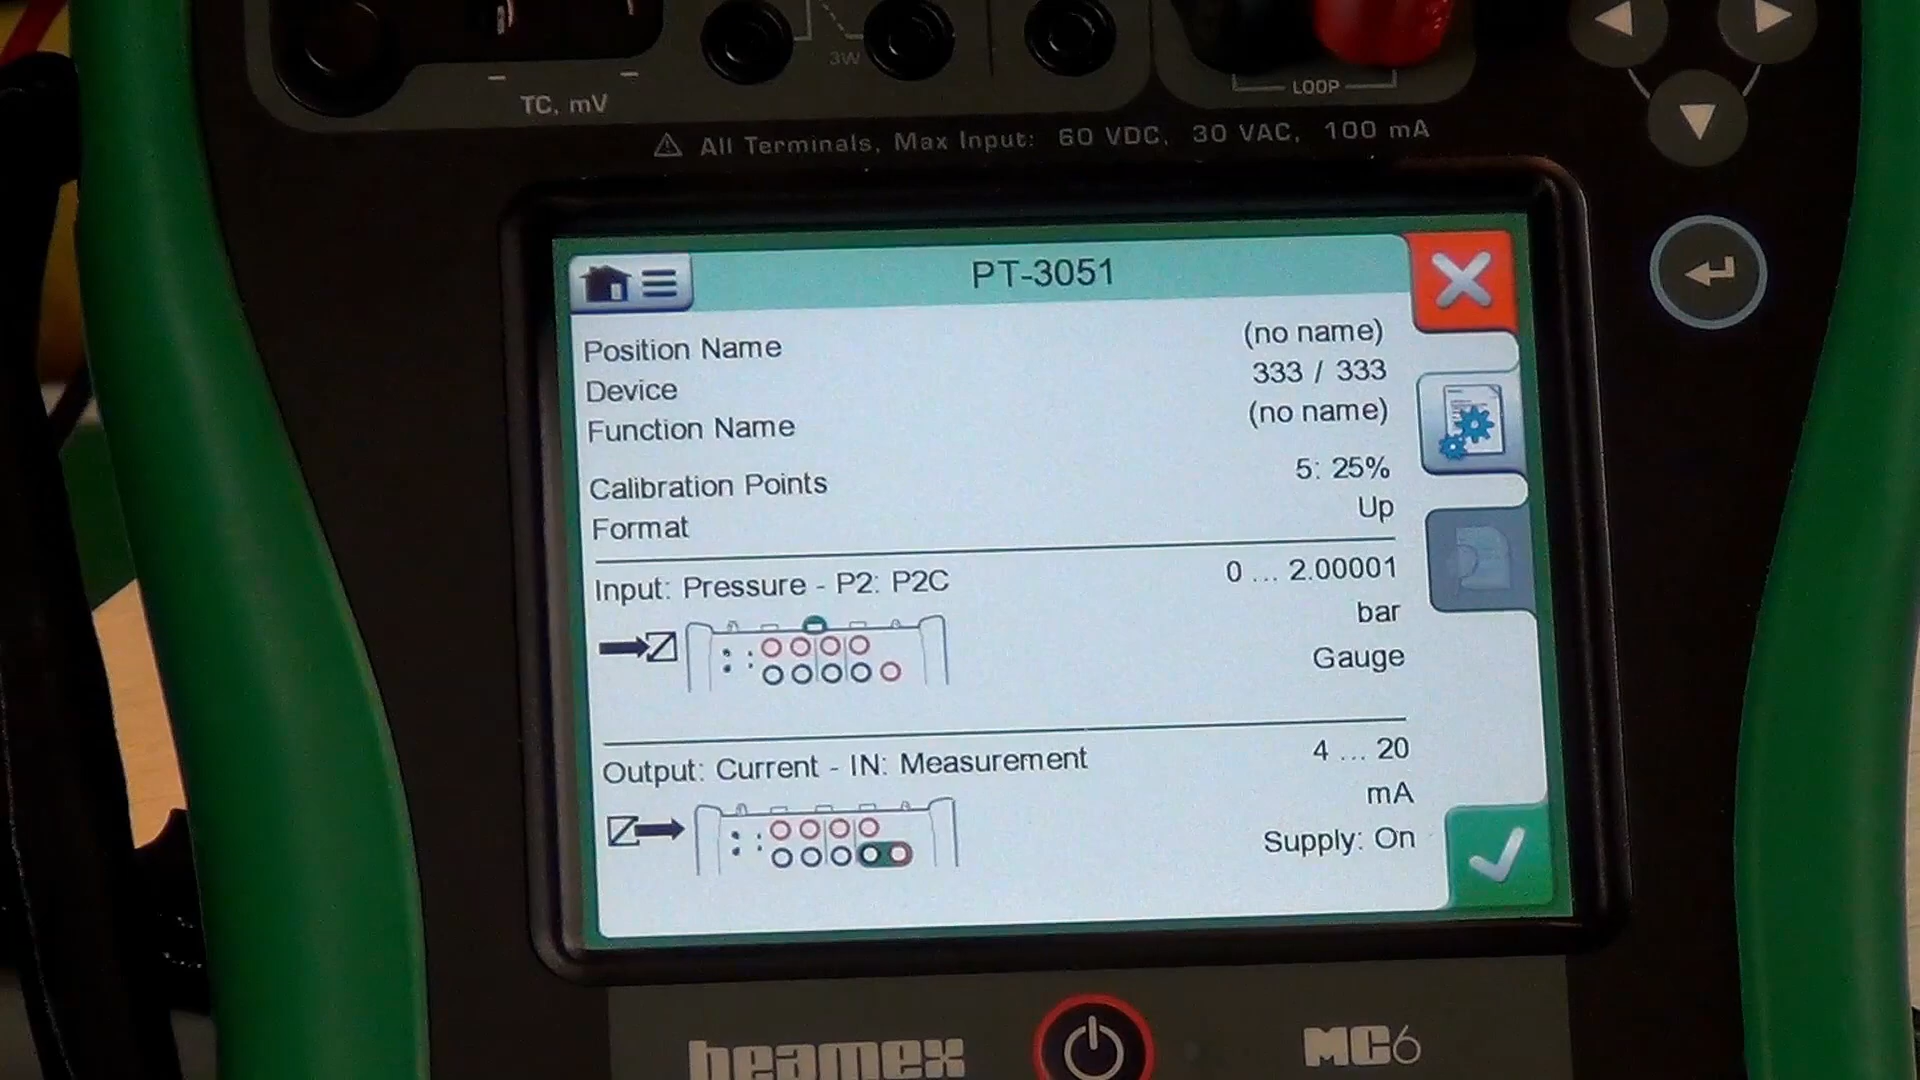 3W
TC, mV
LOOP
⚠ All Terminals, Max Input: 60 VDC, 30 VAC, 100 mA
PT-3051
Position Name (no name)
Device 333 / 333
Function Name (no name)
Calibration Points 5: 25%
Format Up
Input: Pressure - P2: P2C 0 ... 2.00001
bar
Gauge
Output: Current - IN: Measurement 4 ... 20
mA
Supply: On
beamex MC6